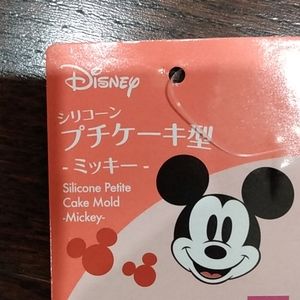 Disney
シリコーン
プチケーキ型
- ミッキー -
Silicone Petite
Cake Mold
-Mickey-